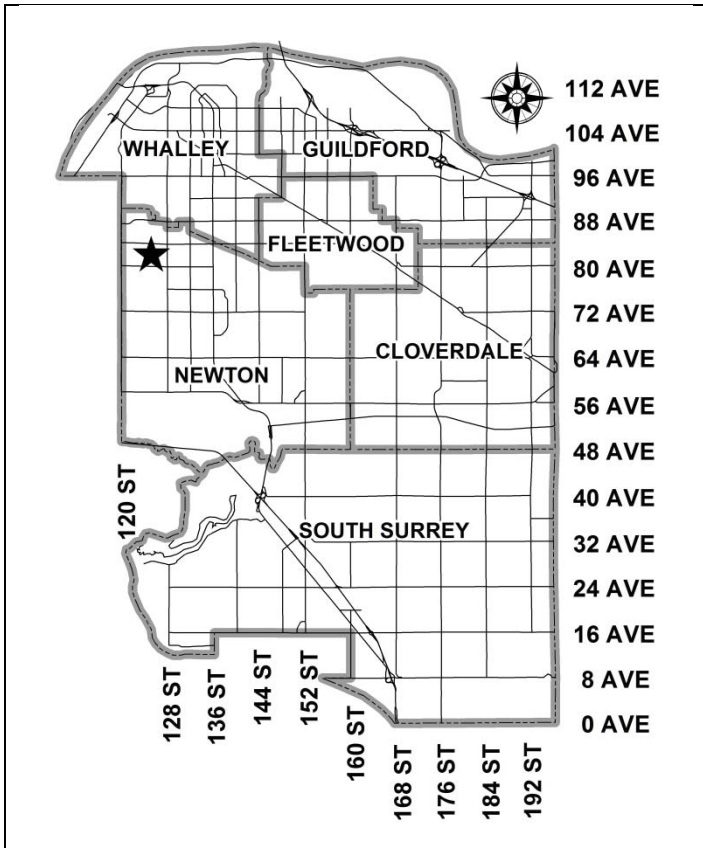 112 AVE
104 AVE
WHALLEY
GUILDFORD
96 AVE
88 AVE
FLEETWOOD
80 AVE
72 AVE
CLOVERDALE
64 AVE
NEWTON
56 AVE
48 AVE
120 ST
40 AVE
SOUTH SURREY
32 AVE
24 AVE
16 AVE
128 ST
136 ST
144 ST
152 ST
160 ST
8 AVE
0 AVE
168 ST
176 ST
184 ST
192 ST